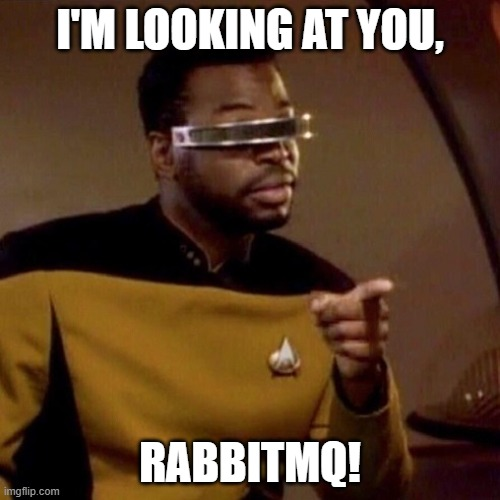 I'M LOOKING AT YOU,
RABBITMQ!
imgflip.com